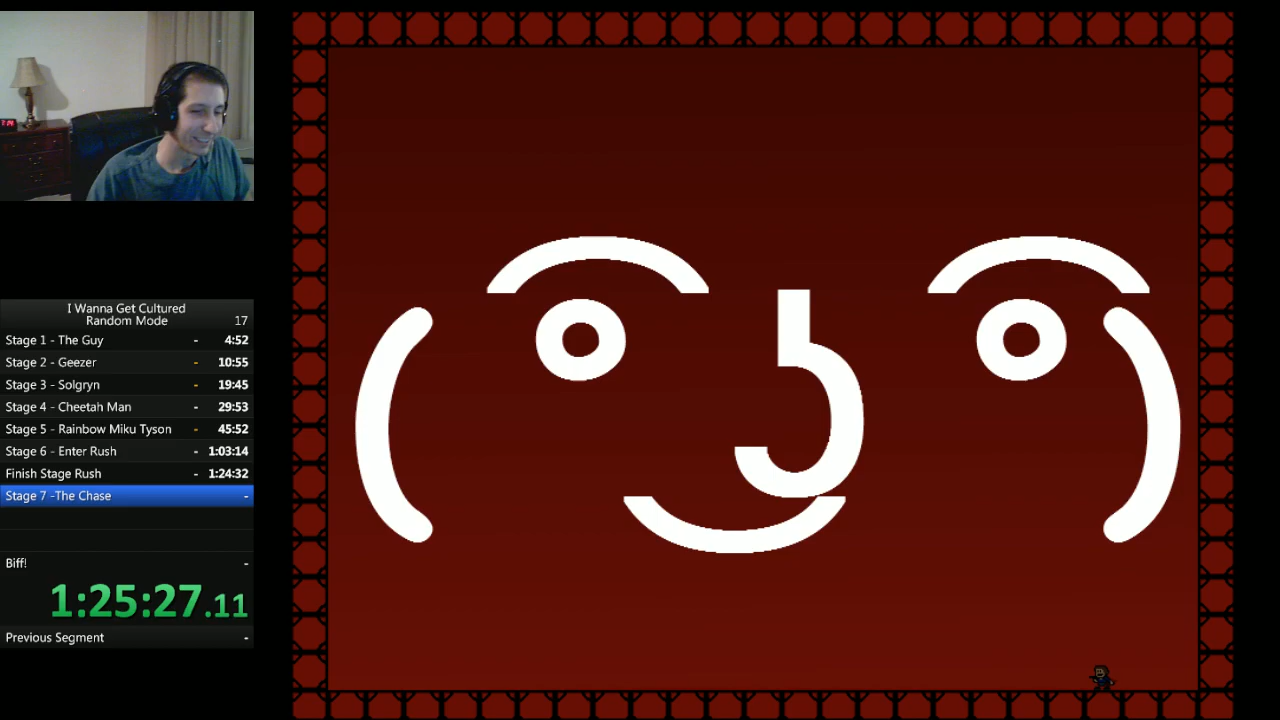 I Wanna Get Cultured
Random Mode 17
Stage 1 - The Guy - 4:52
Stage 2 - Geezer - 10:55
Stage 3 - Solgryn - 19:45
Stage 4 - Cheetah Man - 29:53
Stage 5 - Rainbow Miku Tyson - 45:52
Stage 6 - Enter Rush - 1:03:14
Finish Stage Rush - 1:24:32
Stage 7 -The Chase -
Biff! -
1:25:27.11
Previous Segment -
( ͡° ͜ʖ ͡°)